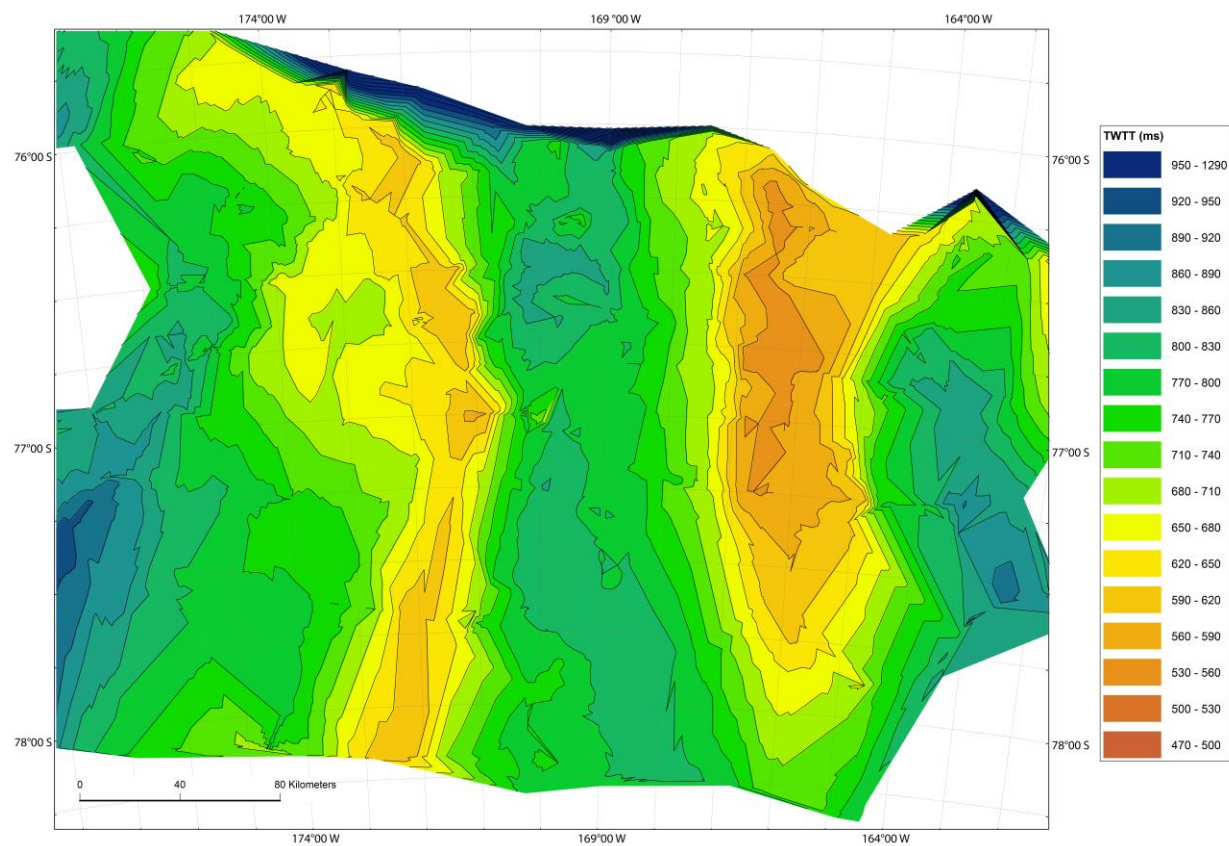 174°00'W 169°00'W 164°00'W
TWTT (ms)
76°00'S 76°00'S
950 - 1290
920 - 950
890 - 920
860 - 890
830 - 860
800 - 830
770 - 800
740 - 770
77°00'S 77°00'S
710 - 740
680 - 710
650 - 680
620 - 650
590 - 620
560 - 590
530 - 560
500 - 530
78°00'S 78°00'S
470 - 500
0 40 80 Kilometers
174°00'W 169°00'W 164°00'W